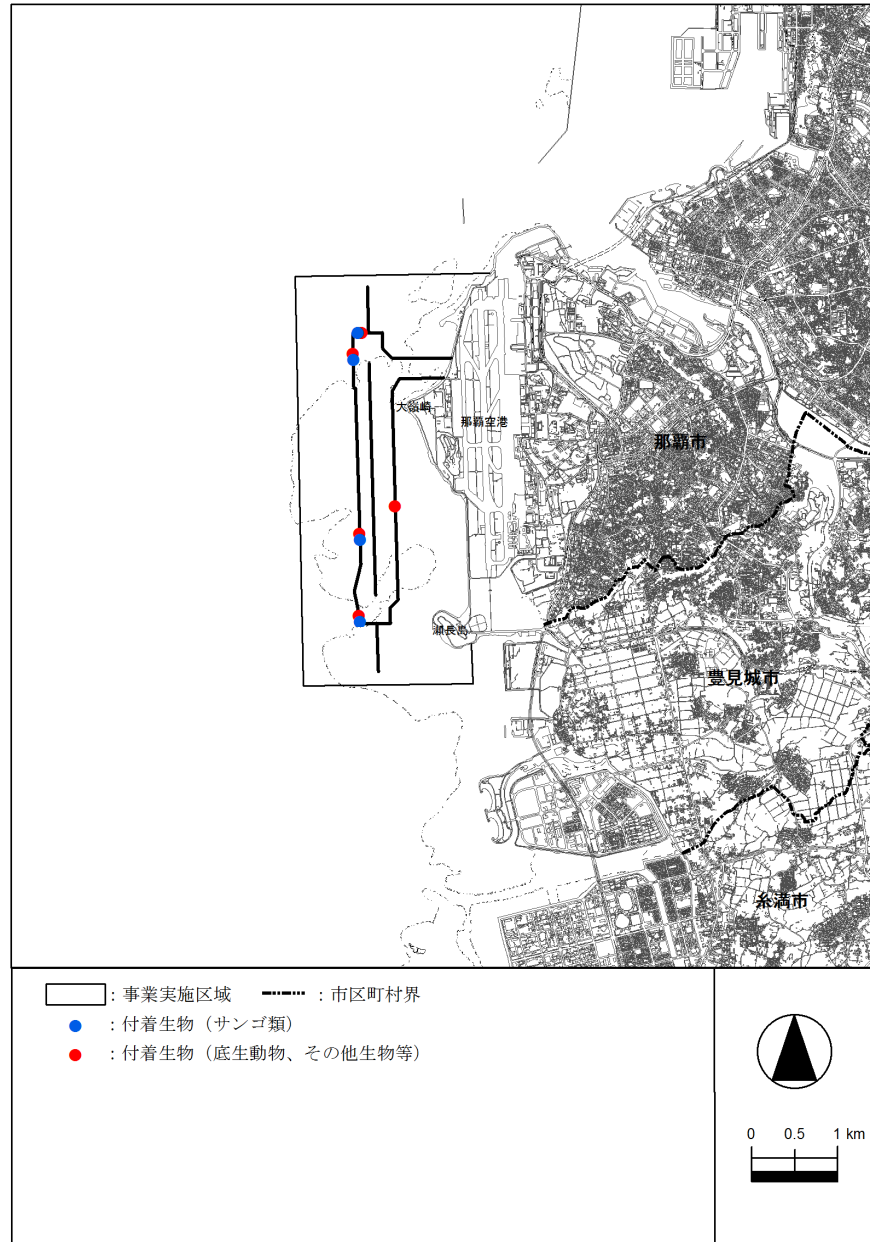 大嶺崎
那覇空港
那覇市
瀬長島
豊見城市
糸満市
：事業実施区域 ：市区町村界
：付着生物（サンゴ類）
：付着生物（底生動物、その他生物等）
0 0.5 1 km